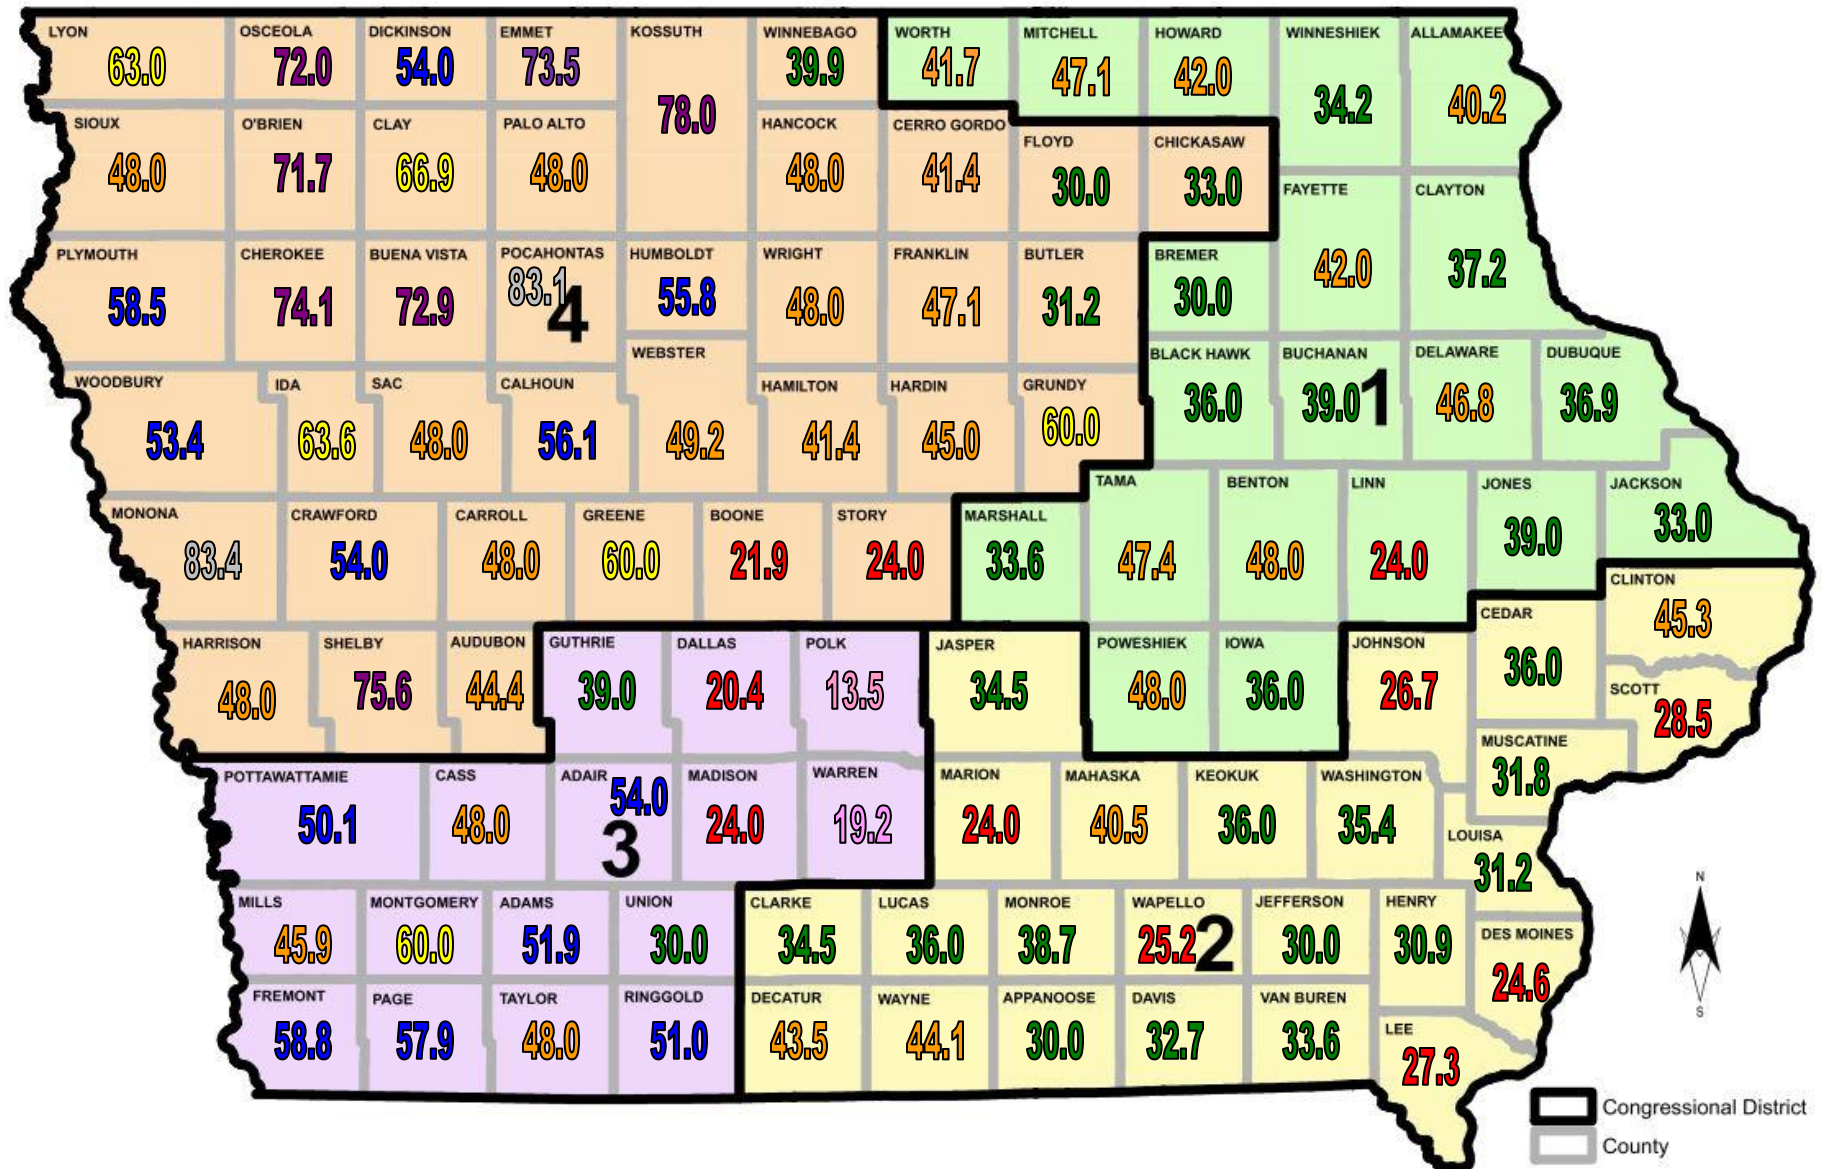 LYON OSCEOLA DICKINSON EMMET KOSSUTH WINNEBAGO WORTH MITCHELL HOWARD WINNESHIEK ALLAMAKEE
63.0 72.0 54.0 73.5 39.9 41.7 47.1 42.0
78.0 34.2 40.2
SIOUX O'BRIEN CLAY PALO ALTO HANCOCK CERRO GORDO FLOYD CHICKASAW
48.0 71.7 66.9 48.0 48.0 41.4 30.0 33.0
FAYETTE CLAYTON
PLYMOUTH CHEROKEE BUENA VISTA POCAHONTAS HUMBOLDT WRIGHT FRANKLIN BUTLER BREMER
58.5 74.1 72.9 83.1 55.8 48.0 47.1 31.2 30.0 42.0 37.2
4
WEBSTER BLACK HAWK BUCHANAN DELAWARE DUBUQUE
WOODBURY IDA SAC CALHOUN HAMILTON HARDIN GRUNDY
53.4 63.6 48.0 56.1 49.2 41.4 45.0 60.0 36.0 39.0 1 46.8 36.9
TAMA BENTON LINN JONES JACKSON
MONONA CRAWFORD CARROLL GREENE BOONE STORY MARSHALL
83.4 54.0 48.0 60.0 21.9 24.0 33.6 47.4 48.0 24.0 39.0 33.0
CLINTON
CEDAR 45.3
HARRISON SHELBY AUDUBON GUTHRIE DALLAS POLK JASPER POWESHIEK IOWA JOHNSON
48.0 75.6 44.4 39.0 20.4 13.5 34.5 48.0 36.0 26.7 36.0
SCOTT
28.5
MUSCATINE
31.8
POTTAWATTAMIE CASS ADAIR MADISON WARREN MARION MAHASKA KEOKUK WASHINGTON
50.1 48.0 54.0 24.0 19.2 24.0 40.5 36.0 35.4
3
LOUISA
31.2
N
MILLS MONTGOMERY ADAMS UNION CLARKE LUCAS MONROE WAPELLO JEFFERSON HENRY
45.9 60.0 51.9 30.0 34.5 36.0 38.7 25.2 2 30.0 30.9
DES MOINES
24.6
FREMONT PAGE TAYLOR RINGGOLD DECATUR WAYNE APPANOOSE DAVIS VAN BUREN
58.8 57.9 48.0 51.0 43.5 44.1 30.0 32.7 33.6
S
LEE
27.3
Congressional District
County